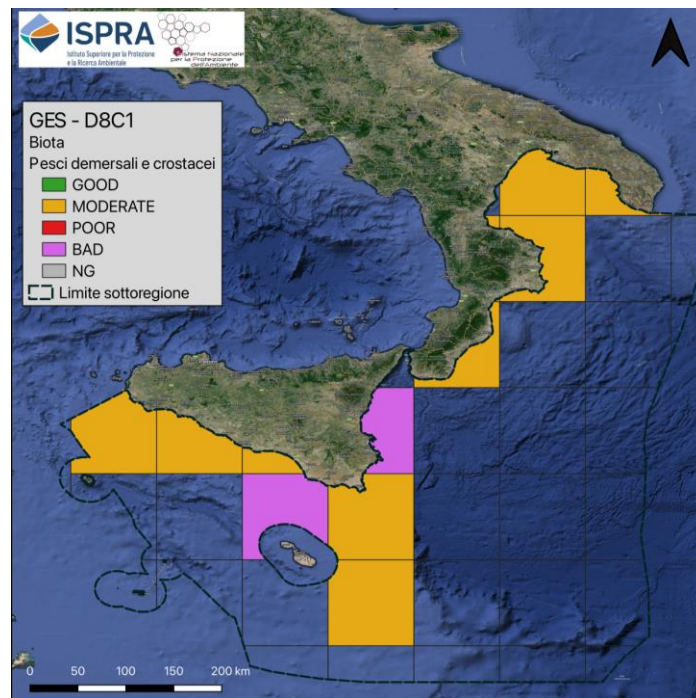 ISPRA
Istituto Superiore per la Protezione
e la Ricerca Ambientale
Sistema Nazionale
per la Protezione
dell'Ambiente
GES - D8C1
Biota
Pesci demersali e crostacei
GOOD
MODERATE
POOR
BAD
NG
Limite sottoregione
0 50 100 150 200 km